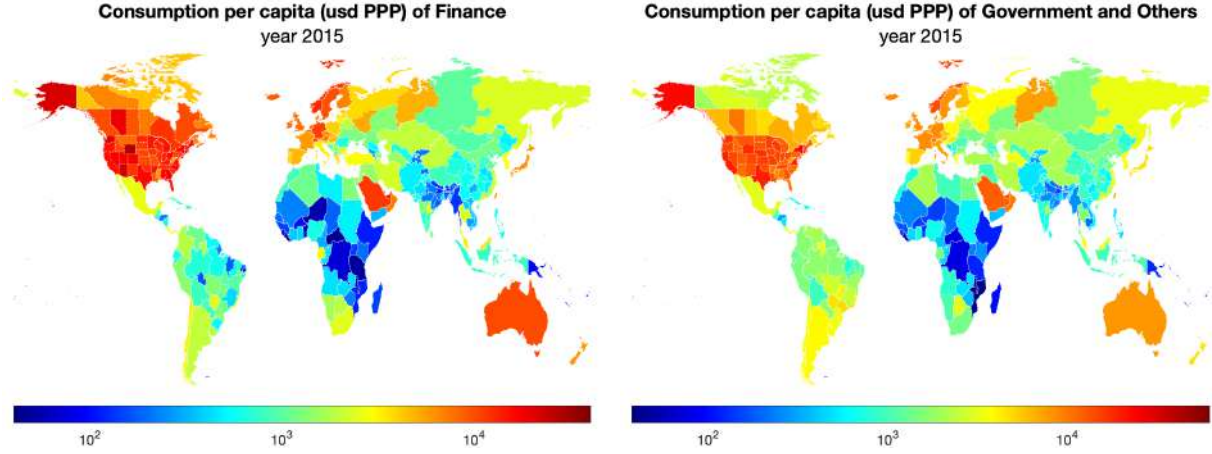 Consumption per capita (usd PPP) of Finance
year 2015
10²
10³
10⁴
Consumption per capita (usd PPP) of Government and Others
year 2015
10²
10³
10⁴